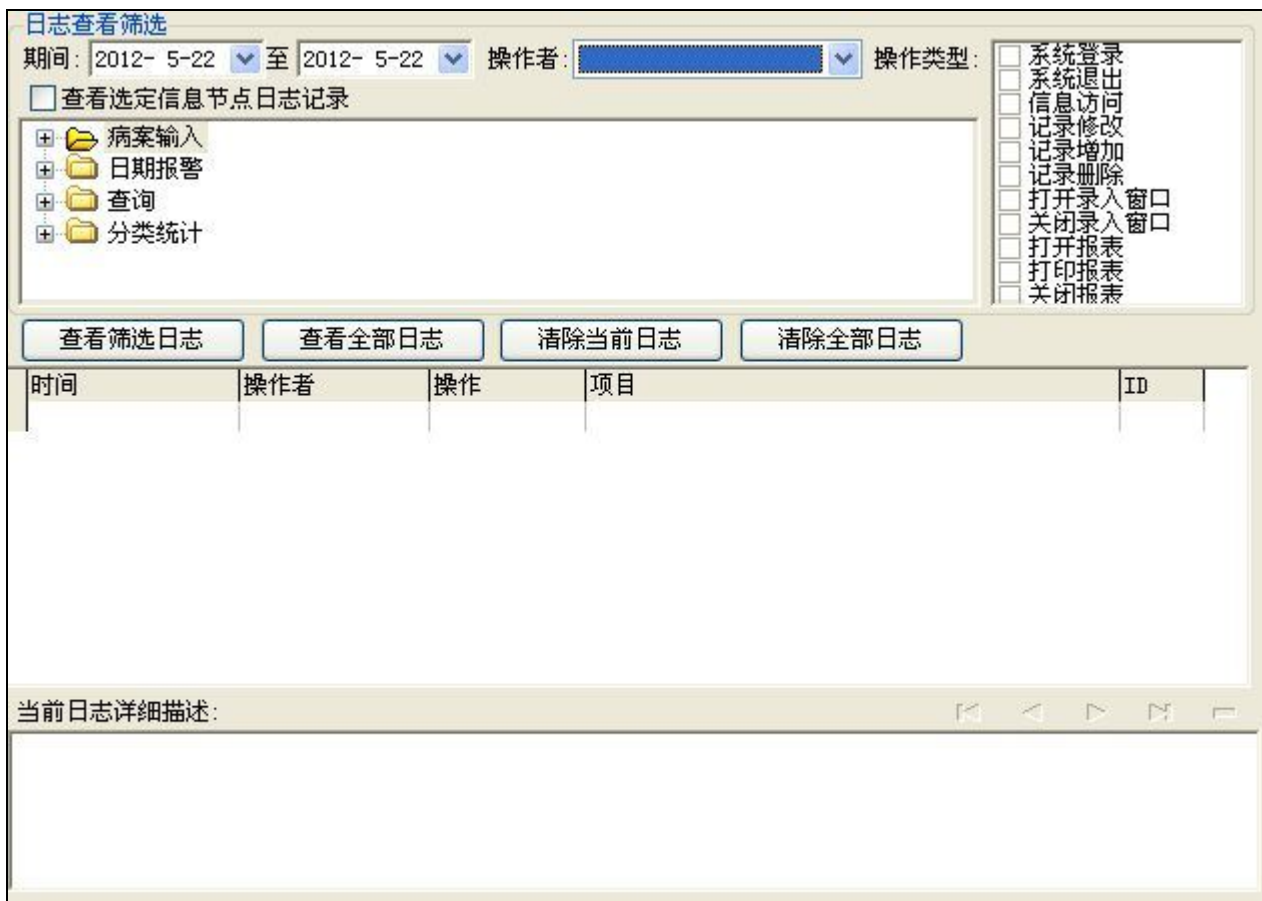 日志查看筛选
期间: 2012- 5-22 至 2012- 5-22 操作者: 操作类型:
查看选定信息节点日志记录
病案输入
日期报警
查询
分类统计
系统登录
系统退出
信息访问
记录修改
记录增加
记录删除
打开录入窗口
关闭录入窗口
打开报表
打印报表
关闭报表
查看筛选日志 查看全部日志 清除当前日志 清除全部日志
时间 操作者 操作 项目 ID
当前日志详细描述: